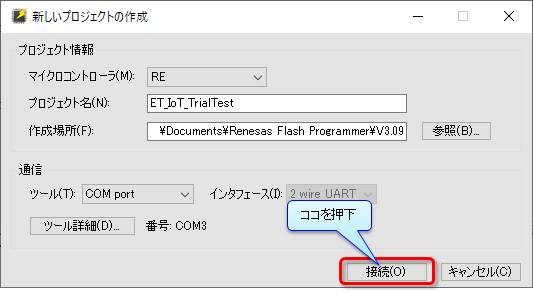 新しいプロジェクトの作成
プロジェクト情報
マイクロコントローラ(M): RE
プロジェクト名(N): ET_IoT_TrialTest
作成場所(F): ¥Documents¥Renesas Flash Programmer¥V3.09 参照(B)...
通信
ツール(T): COM port インタフェース(I): 2 wire UART
ツール詳細(D)... 番号: COM3
ココを押下
接続(O) キャンセル(C)